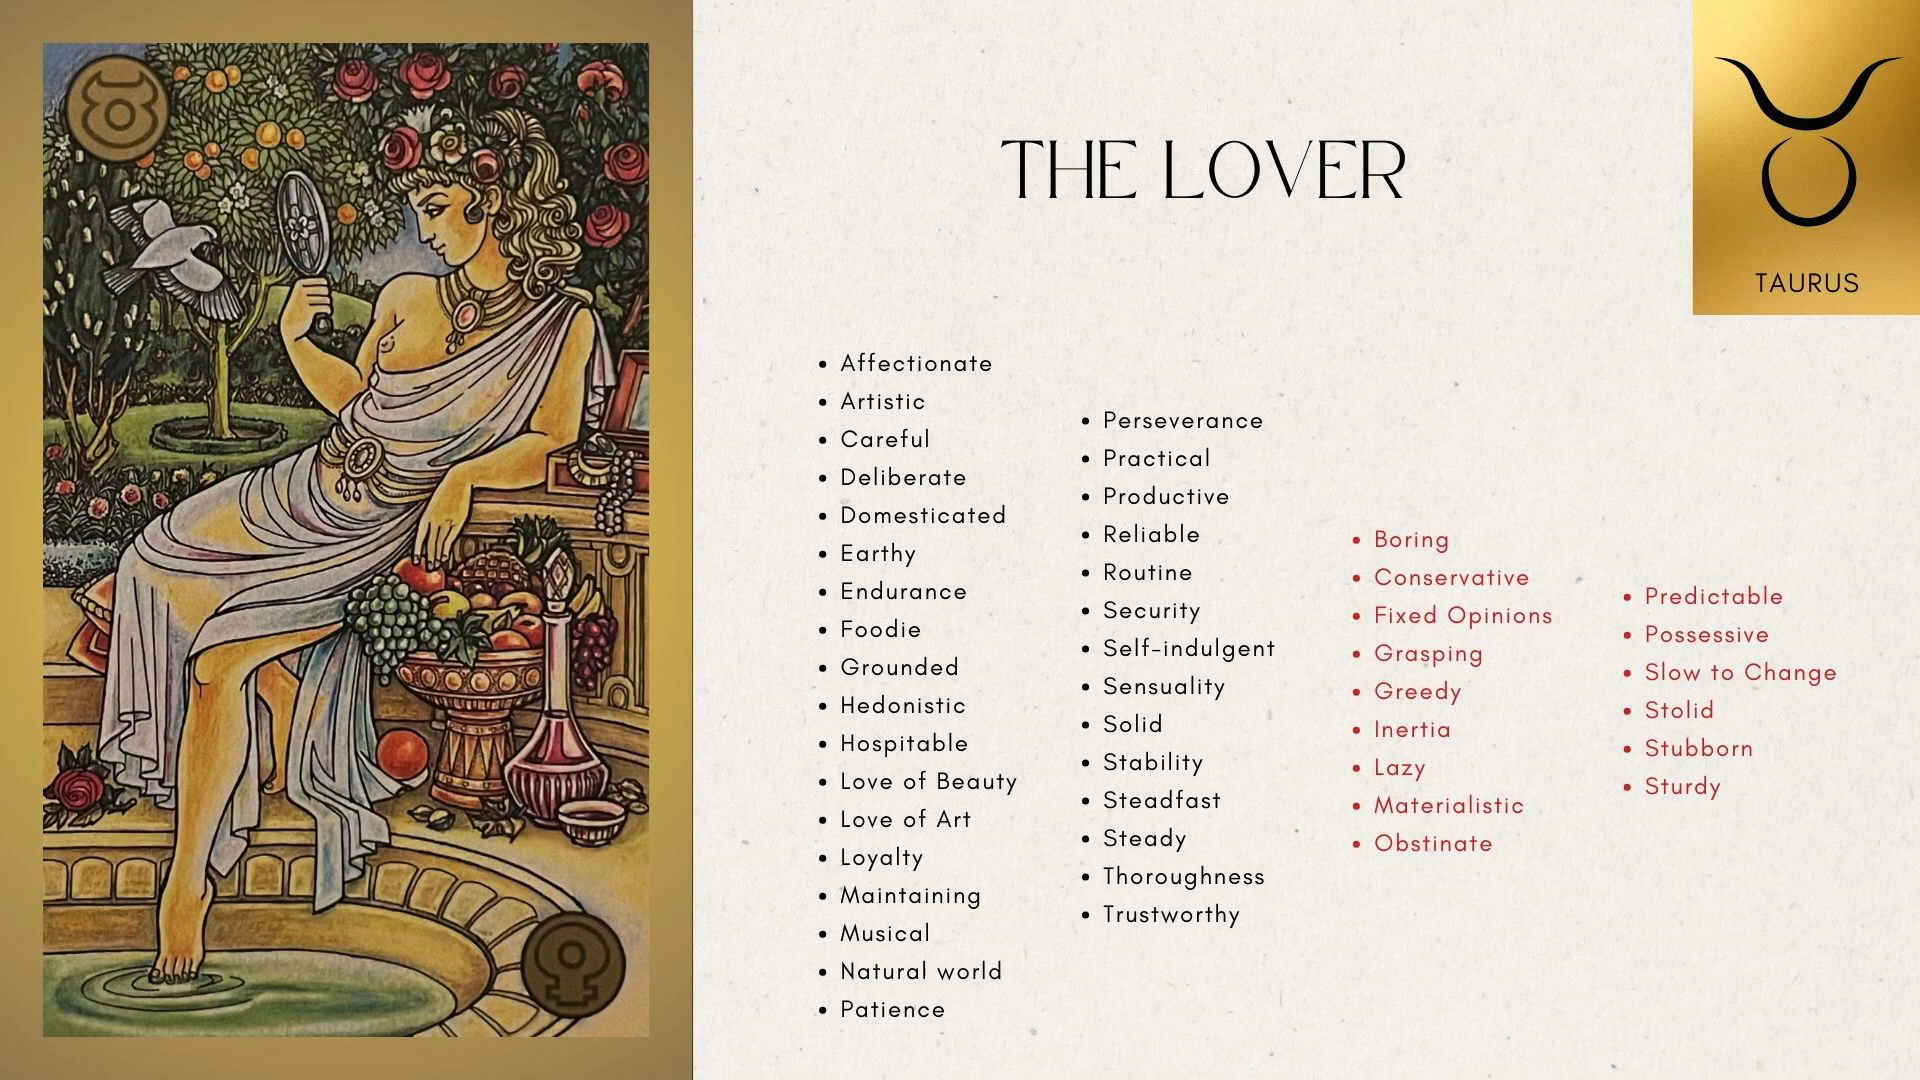 THE LOVER
TAURUS
Affectionate
Artistic
Careful
Deliberate
Domesticated
Earthy
Endurance
Foodie
Grounded
Hedonistic
Hospitable
Love of Beauty
Love of Art
Loyalty
Maintaining
Musical
Natural world
Patience
Perseverance
Practical
Productive
Reliable
Routine
Security
Self-indulgent
Sensuality
Solid
Stability
Steadfast
Steady
Thoroughness
Trustworthy
Boring
Conservative
Fixed Opinions
Grasping
Greedy
Inertia
Lazy
Materialistic
Obstinate
Predictable
Possessive
Slow to Change
Stolid
Stubborn
Sturdy